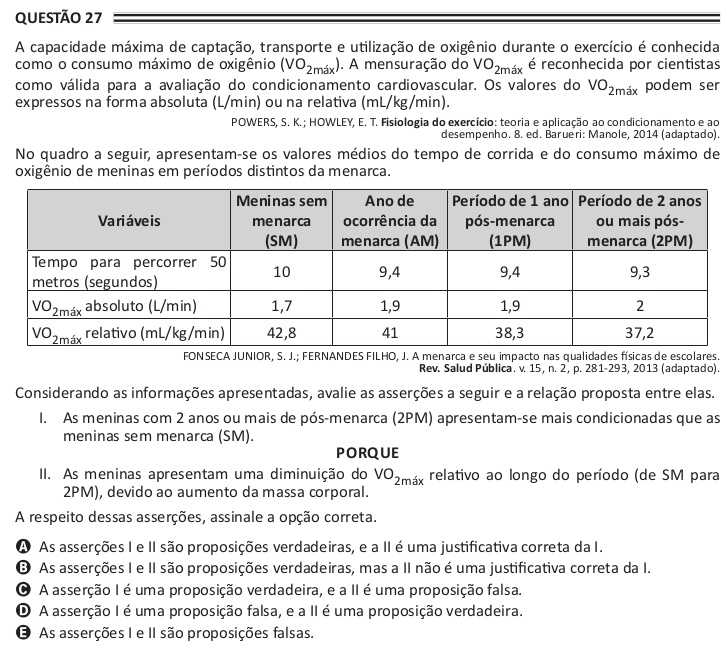 QUESTÃO 27
A capacidade máxima de captação, transporte e utilização de oxigênio durante o exercício é conhecida
como o consumo máximo de oxigênio (VO2máx). A mensuração do VO2máx é reconhecida por cientistas
como válida para a avaliação do condicionamento cardiovascular. Os valores do VO2máx podem ser
expressos na forma absoluta (L/min) ou na relativa (mL/kg/min).
POWERS, S. K.; HOWLEY, E. T. Fisiologia do exercício: teoria e aplicação ao condicionamento e ao
desempenho. 8. ed. Barueri: Manole, 2014 (adaptado).
No quadro a seguir, apresentam-se os valores médios do tempo de corrida e do consumo máximo de
oxigênio de meninas em períodos distintos da menarca.
Variáveis
Meninas sem
menarca
(SM)
Ano de
ocorrência da
menarca (AM)
Período de 1 ano
pós-menarca
(1PM)
Período de 2 anos
ou mais pós-
menarca (2PM)
Tempo para percorrer 50
metros (segundos)
10
9,4
9,4
9,3
VO2máx absoluto (L/min)
1,7
1,9
1,9
2
VO2máx relativo (mL/kg/min)
42,8
41
38,3
37,2
FONSECA JUNIOR, S. J.; FERNANDES FILHO, J. A menarca e seu impacto nas qualidades físicas de escolares.
Rev. Salud Pública. v. 15, n. 2, p. 281-293, 2013 (adaptado).
Considerando as informações apresentadas, avalie as asserções a seguir e a relação proposta entre elas.
I. As meninas com 2 anos ou mais de pós-menarca (2PM) apresentam-se mais condicionadas que as
meninas sem menarca (SM).
PORQUE
II. As meninas apresentam uma diminuição do VO2máx relativo ao longo do período (de SM para
2PM), devido ao aumento da massa corporal.
A respeito dessas asserções, assinale a opção correta.
A As asserções I e II são proposições verdadeiras, e a II é uma justificativa correta da I.
B As asserções I e II são proposições verdadeiras, mas a II não é uma justificativa correta da I.
C A asserção I é uma proposição verdadeira, e a II é uma proposição falsa.
D A asserção I é uma proposição falsa, e a II é uma proposição verdadeira.
E As asserções I e II são proposições falsas.